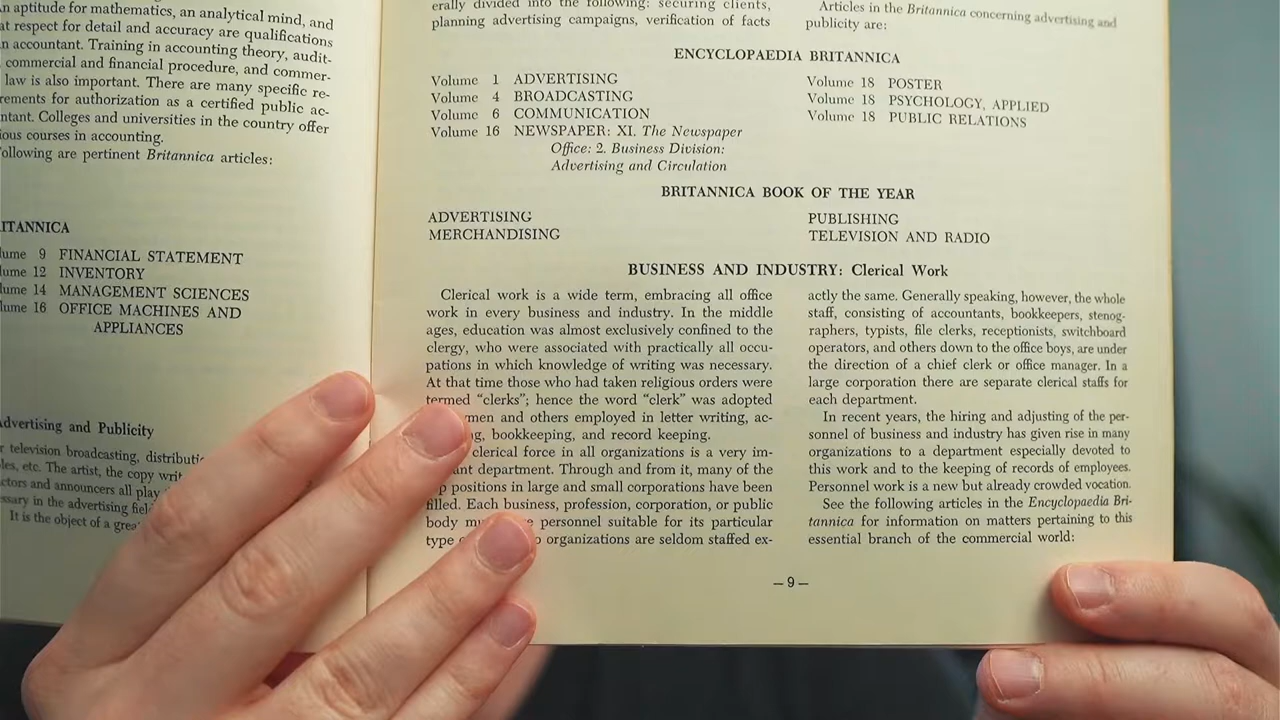 n aptitude for mathematics, an analytical mind, and
at respect for detail and accuracy are qualifications
n accountant. Training in accounting theory, audit-
commercial and financial procedure, and commer-
law is also important. There are many specific re-
rements for authorization as a certified public ac-
ntant. Colleges and universities in the country offer
ious courses in accounting.
ollowing are pertinent Britannica articles:
ITANNICA
lume 9 FINANCIAL STATEMENT
lume 12 INVENTORY
lume 14 MANAGEMENT SCIENCES
lume 16 OFFICE MACHINES AND
APPLIANCES
Advertising and Publicity
r television broadcasting, distributi
les, etc. The artist, the copy writ
ctors and announcers all play
ssary in the advertising fiel
It is the object of a grea
erally divided into the following: securing clients,
planning advertising campaigns, verification of facts
Articles in the Britannica concerning advertising and
publicity are:
ENCYCLOPAEDIA BRITANNICA
Volume 1 ADVERTISING
Volume 4 BROADCASTING
Volume 6 COMMUNICATION
Volume 16 NEWSPAPER: XI. The Newspaper
Office: 2. Business Division:
Advertising and Circulation
Volume 18 POSTER
Volume 18 PSYCHOLOGY, APPLIED
Volume 18 PUBLIC RELATIONS
BRITANNICA BOOK OF THE YEAR
ADVERTISING
MERCHANDISING
PUBLISHING
TELEVISION AND RADIO
BUSINESS AND INDUSTRY: Clerical Work
Clerical work is a wide term, embracing all office
work in every business and industry. In the middle
ages, education was almost exclusively confined to the
clergy, who were associated with practically all occu-
pations in which knowledge of writing was necessary.
At that time those who had taken religious orders were
termed “clerks”; hence the word “clerk” was adopted
men and others employed in letter writing, ac-
g, bookkeeping, and record keeping.
clerical force in all organizations is a very im-
ant department. Through and from it, many of the
p positions in large and small corporations have been
filled. Each business, profession, corporation, or public
body personnel suitable for its particular
type organizations are seldom staffed ex-
actly the same. Generally speaking, however, the whole
staff, consisting of accountants, bookkeepers, stenog-
raphers, typists, file clerks, receptionists, switchboard
operators, and others down to the office boys, are under
the direction of a chief clerk or office manager. In a
large corporation there are separate clerical staffs for
each department.
In recent years, the hiring and adjusting of the per-
sonnel of business and industry has given rise in many
organizations to a department especially devoted to
this work and to the keeping of records of employees.
Personnel work is a new but already crowded vocation.
See the following articles in the Encyclopaedia Bri-
tannica for information on matters pertaining to this
essential branch of the commercial world:
—9—